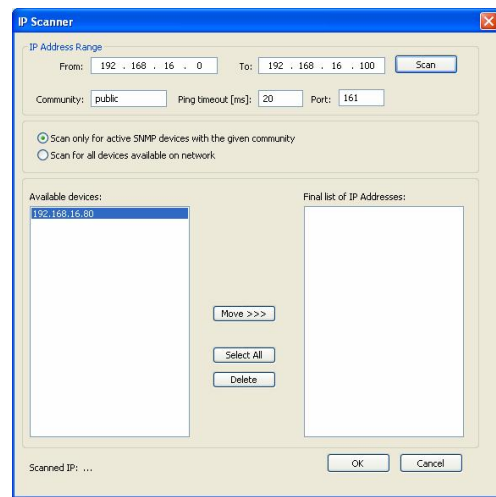 IP Scanner
IP Address Range
From: 192 . 168 . 16 . 0 To: 192 . 168 . 16 . 100 Scan
Community: public Ping timeout [ms]: 20 Port: 161
Scan only for active SNMP devices with the given community
Scan for all devices available on network
Available devices: Final list of IP Addresses:
192.168.16.80
Move >>>
Select All
Delete
Scanned IP: ... OK Cancel